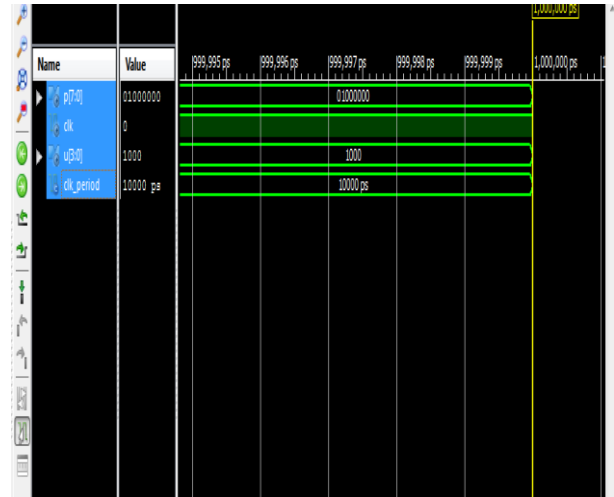 1,000,000 ps
Name Value 999,995 ps 999,996 ps 999,997 ps 999,998 ps 999,999 ps 1,000,000 ps 1
p[7:0] 01000000 01000000
clk 0
u[3:0] 1000 1000
clk_period 10000 ps 10000 ps